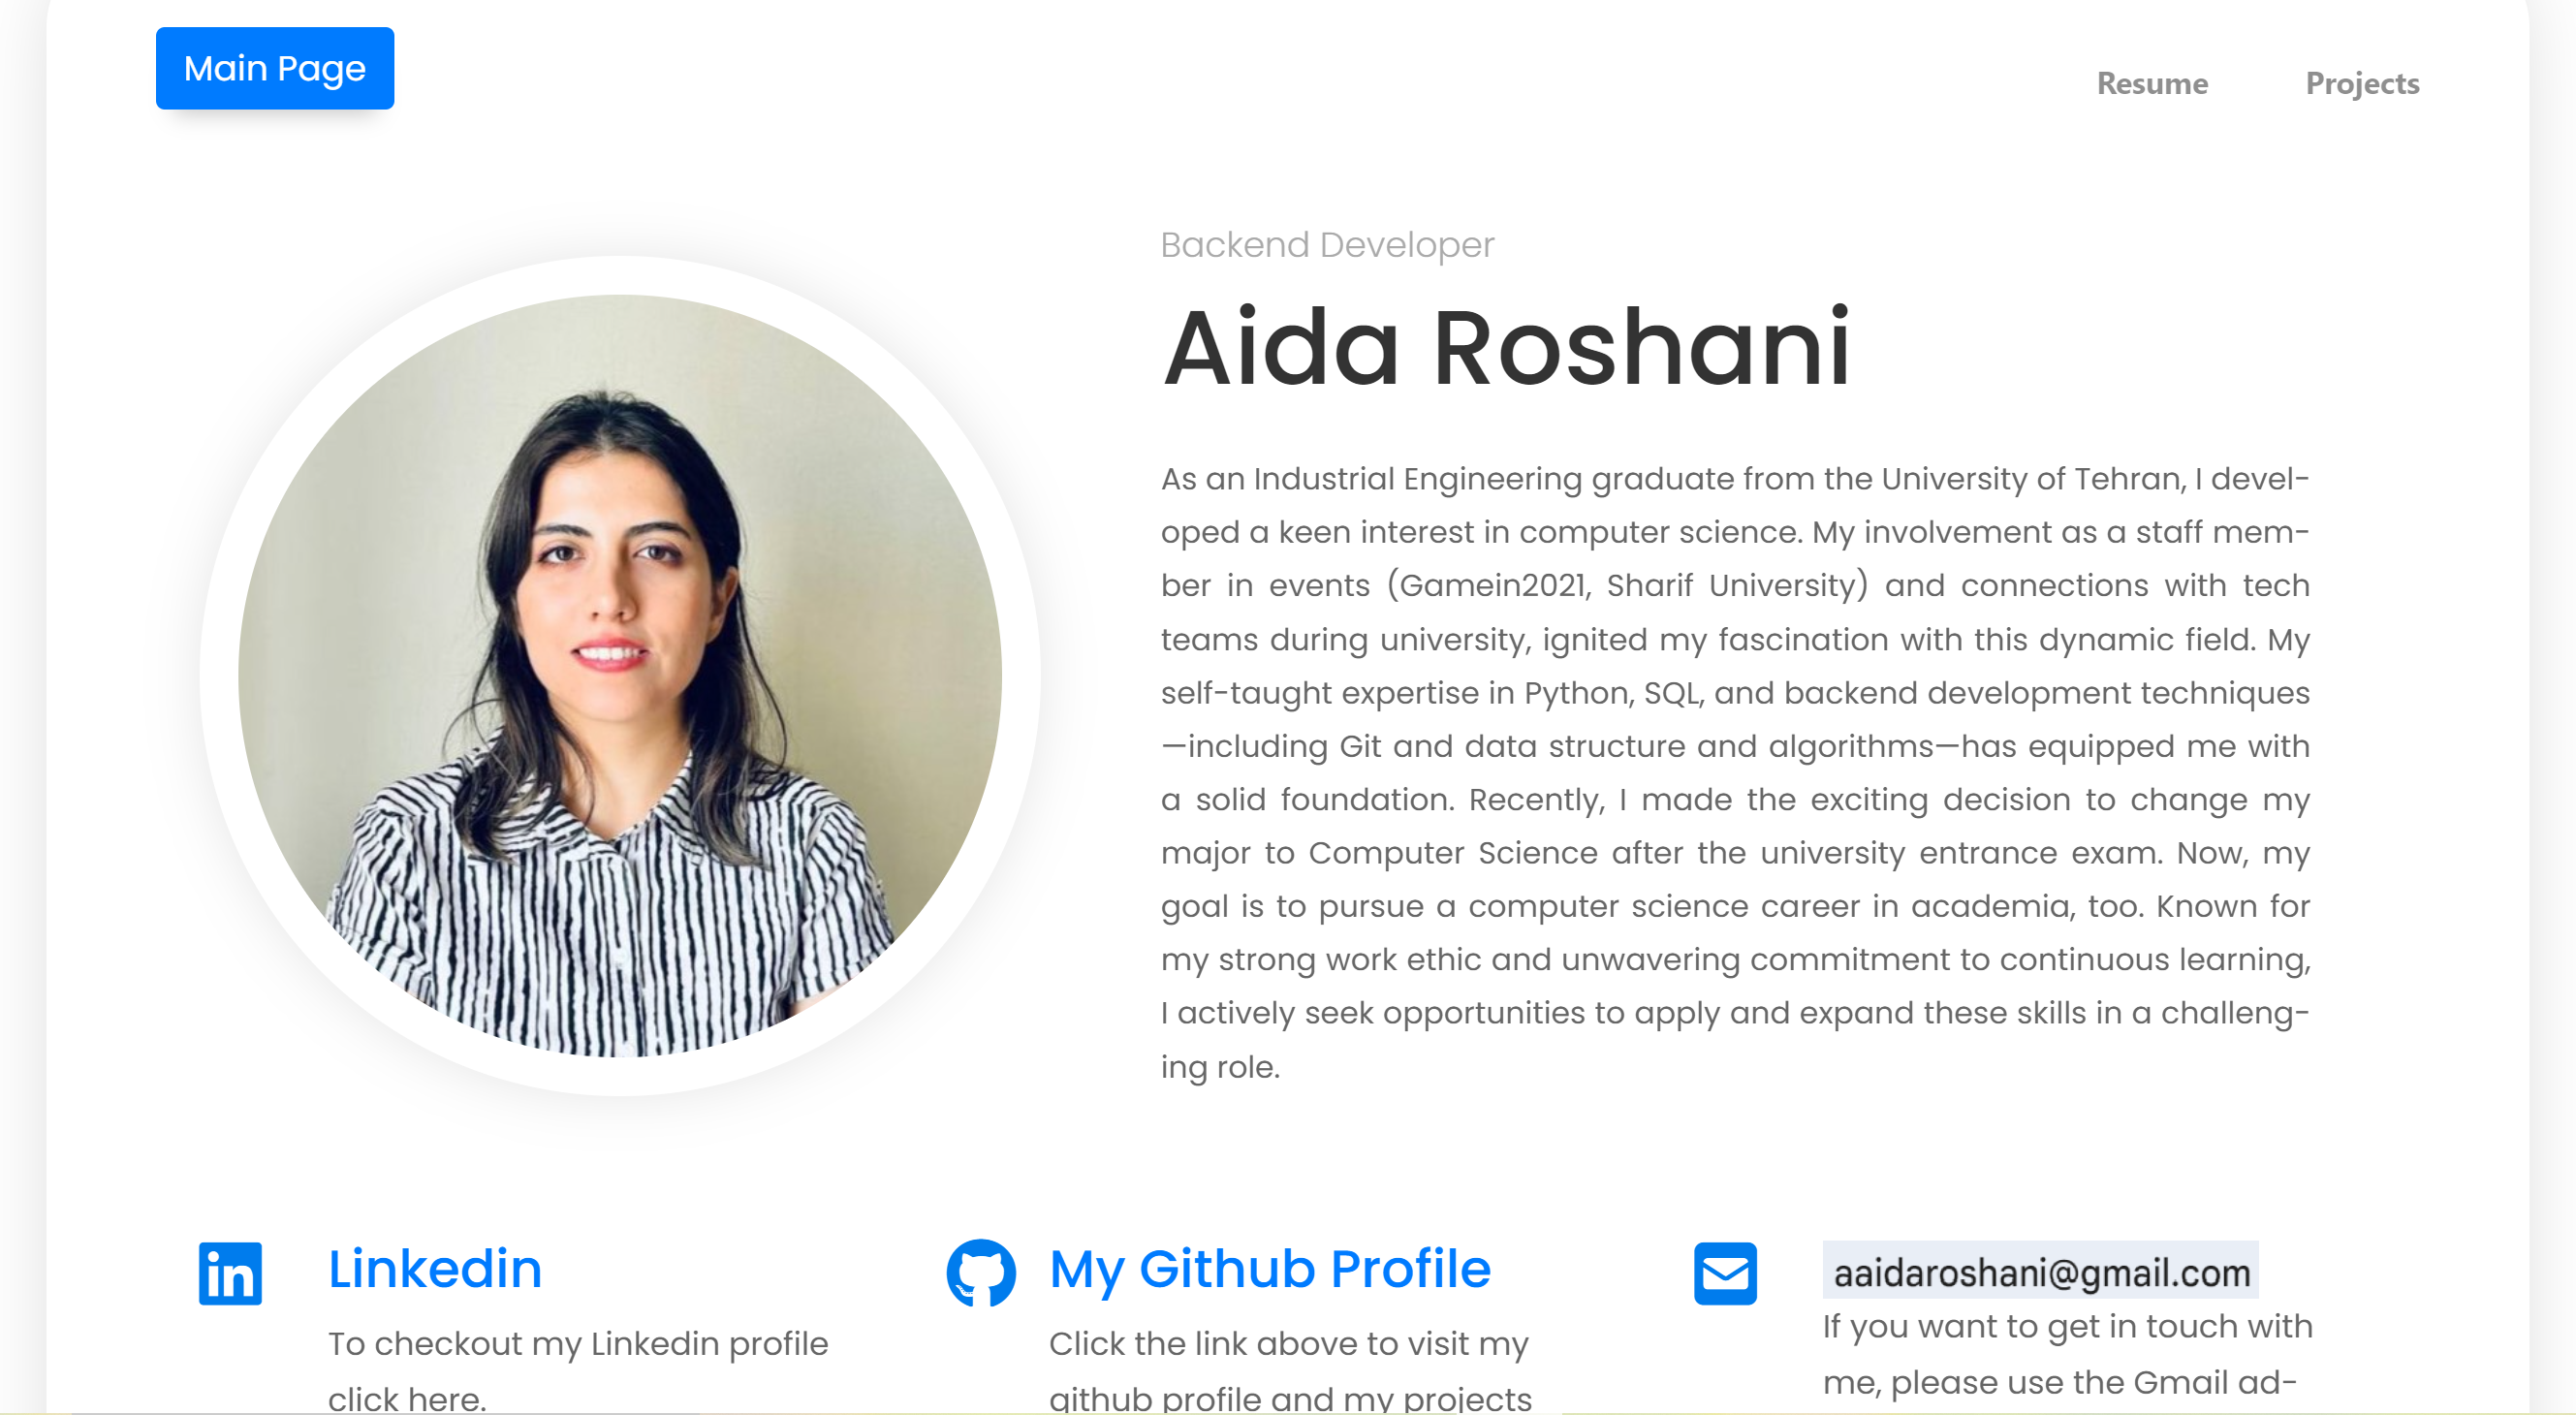 Main Page
Resume
Projects
Backend Developer
Aida Roshani
As an Industrial Engineering graduate from the University of Tehran, I devel-
oped a keen interest in computer science. My involvement as a staff mem-
ber in events (Gamein2021, Sharif University) and connections with tech
teams during university, ignited my fascination with this dynamic field. My
self-taught expertise in Python, SQL, and backend development techniques
—including Git and data structure and algorithms—has equipped me with
a solid foundation. Recently, I made the exciting decision to change my
major to Computer Science after the university entrance exam. Now, my
goal is to pursue a computer science career in academia, too. Known for
my strong work ethic and unwavering commitment to continuous learning,
I actively seek opportunities to apply and expand these skills in a challeng-
ing role.
in
Linkedin
To checkout my Linkedin profile
click here.
My Github Profile
Click the link above to visit my
github profile and my projects
aaidaroshani@gmail.com
If you want to get in touch with
me, please use the Gmail ad-